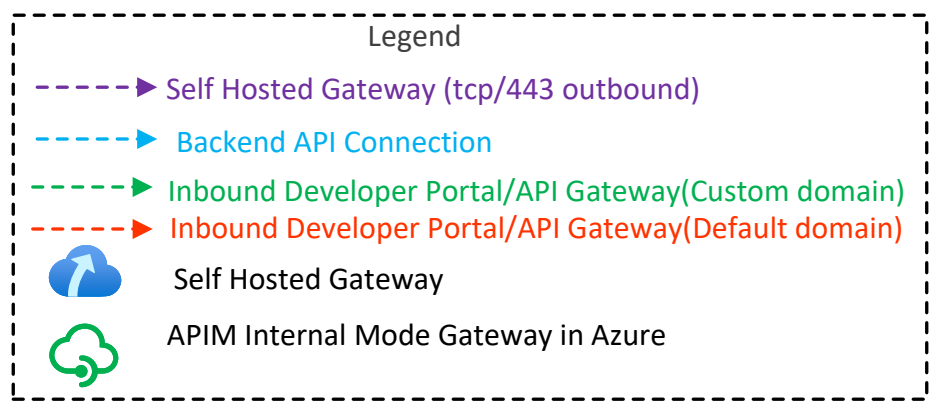 Legend
Self Hosted Gateway (tcp/443 outbound)
Backend API Connection
Inbound Developer Portal/API Gateway(Custom domain)
Inbound Developer Portal/API Gateway(Default domain)
Self Hosted Gateway
APIM Internal Mode Gateway in Azure